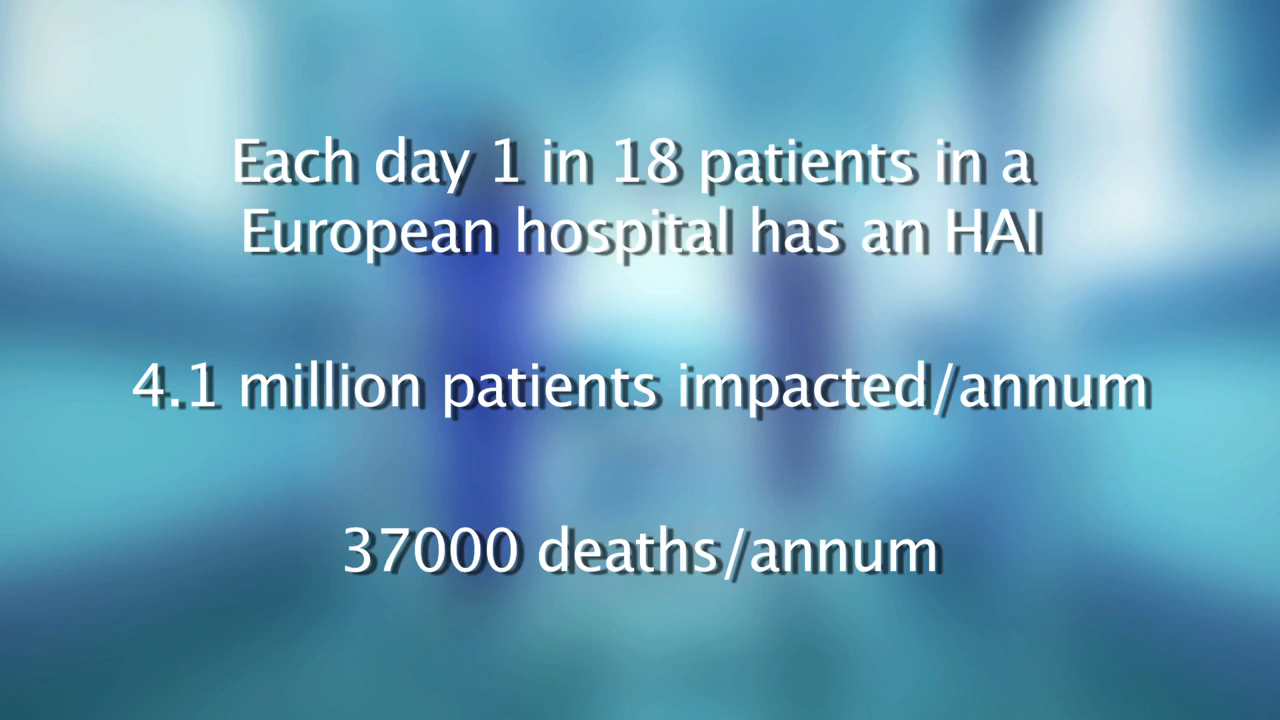 Each day 1 in 18 patients in a
European hospital has an HAI
4.1 million patients impacted/annum
37000 deaths/annum